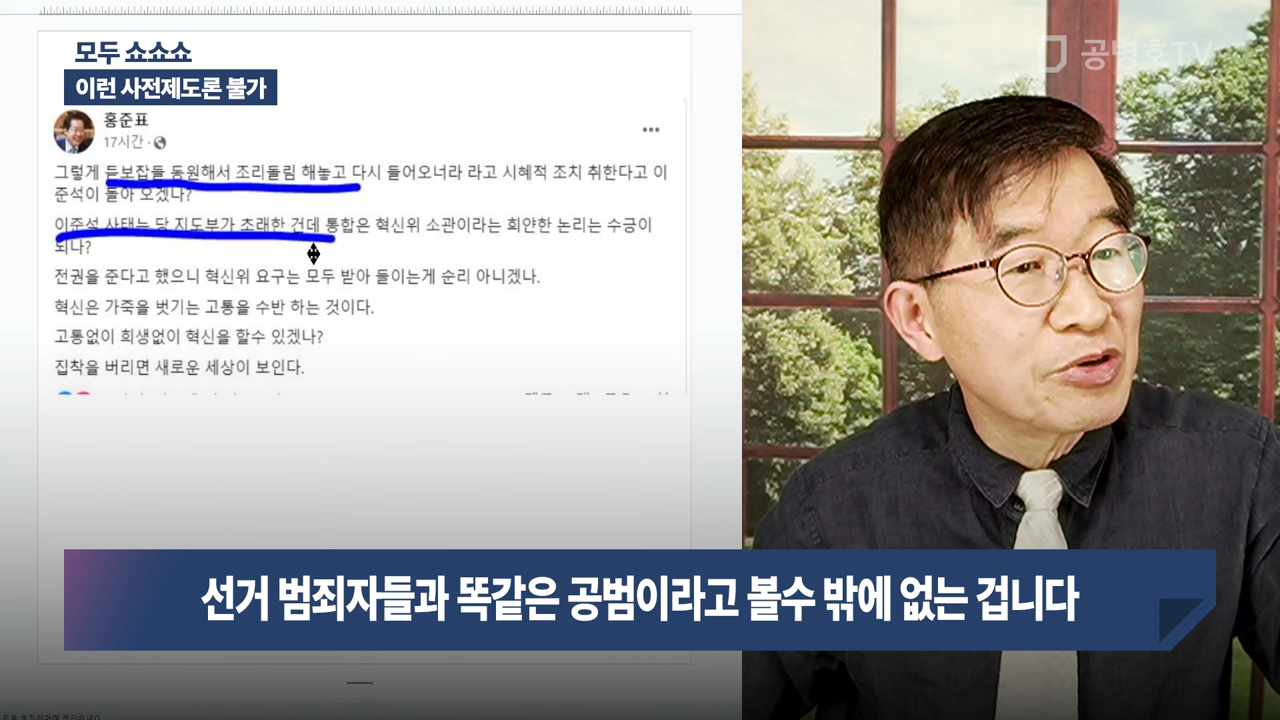 모두 쇼쇼쇼
이런 사전제도론 불가
공병호TV
홍준표
17시간 ·
그렇게 듣보잡들 동원해서 조리돌림 해놓고 다시 들어오너라 라고 시혜적 조치 취한다고 이
준석이 돌아 오겠나?
이준석 사태는 당 지도부가 초래한 건데 통합은 혁신위 소관이라는 희얀한 논리는 수긍이
되나?
전권을 준다고 했으니 혁신위 요구는 모두 받아 들이는게 순리 아니겠나.
혁신은 가죽을 벗기는 고통을 수반 하는 것이다.
고통없이 희생없이 혁신을 할수 있겠나?
집착을 버리면 새로운 세상이 보인다.
선거 범죄자들과 똑같은 공범이라고 볼수 밖에 없는 겁니다